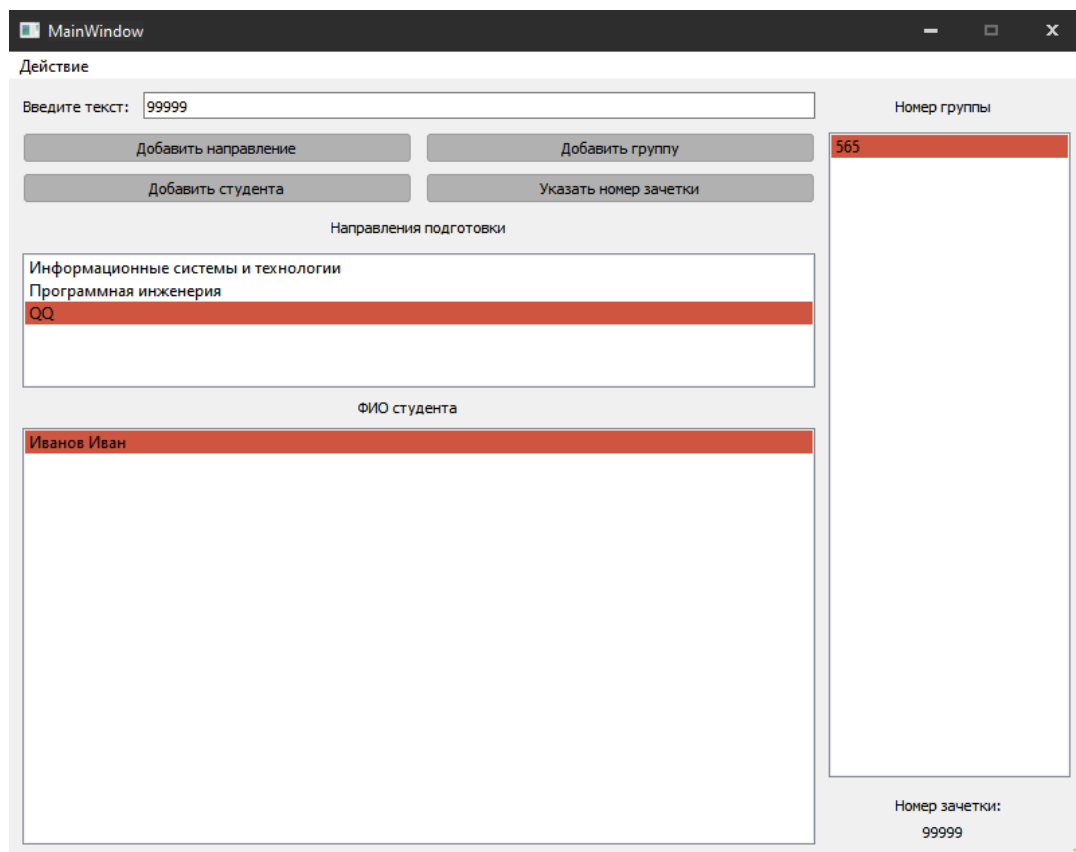 MainWindow
Действие
Введите текст: 99999
Номер группы
Добавить направление
Добавить группу
565
Добавить студента
Указать номер зачетки
Направления подготовки
Информационные системы и технологии
Программная инженерия
QQ
ФИО студента
Иванов Иван
Номер зачетки:
99999